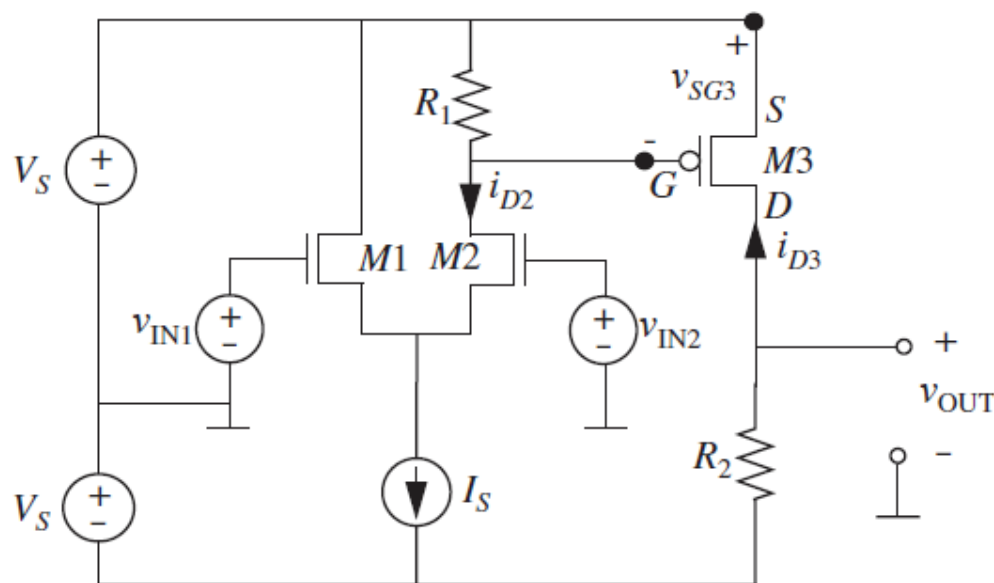 +
v_SG3
R_1
S
-
M3
G
V_S
+
-
i_D2
D
i_D3
M1
M2
v_IN1
+
-
+
-
v_IN2
+
v_OUT
-
R_2
V_S
+
-
I_S